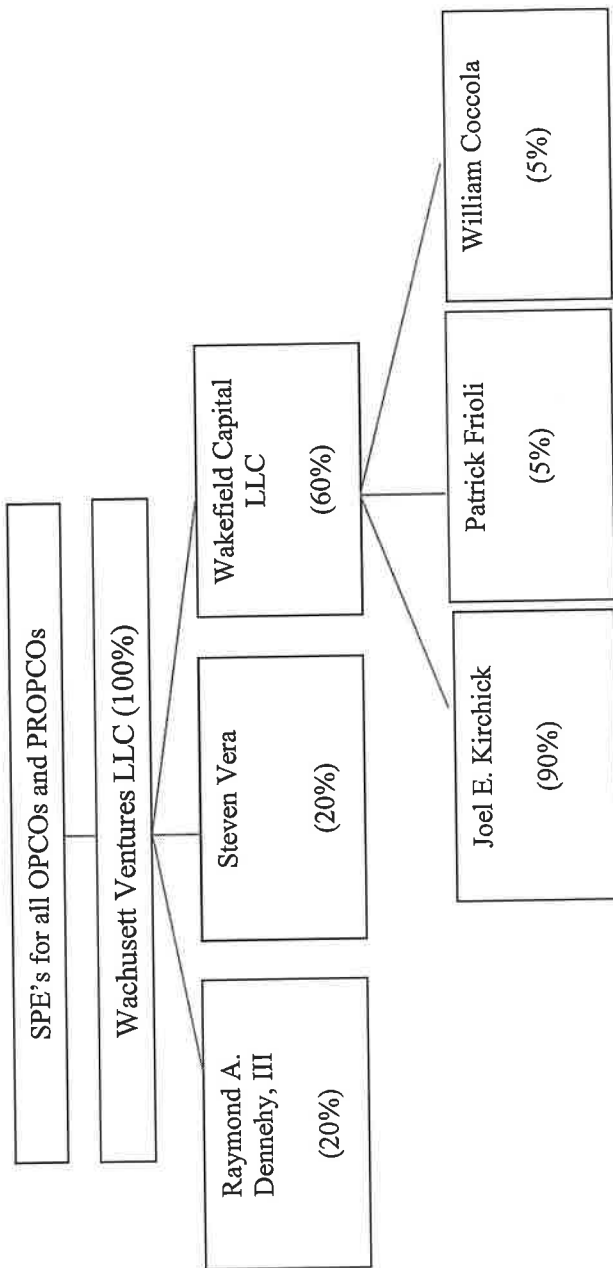 SPE's for all OPCOs and PROPCOs
Wachusett Ventures LLC (100%)
Raymond A.
Dennehy, III
(20%)
Steven Vera
(20%)
Wakefield Capital
LLC
(60%)
Joel E. Kirchick
(90%)
Patrick Frioli
(5%)
William Coccola
(5%)